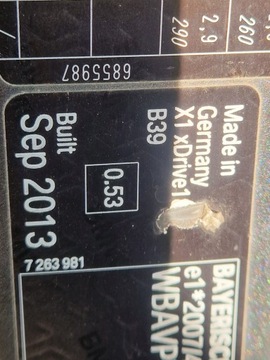 260
2,9
290
/
6855987
Made in
Germany
X1 xDrive1
B39
0.53
Built
Sep 2013
7 263 981
BAYERISC
e1*2007/4
WBAVP